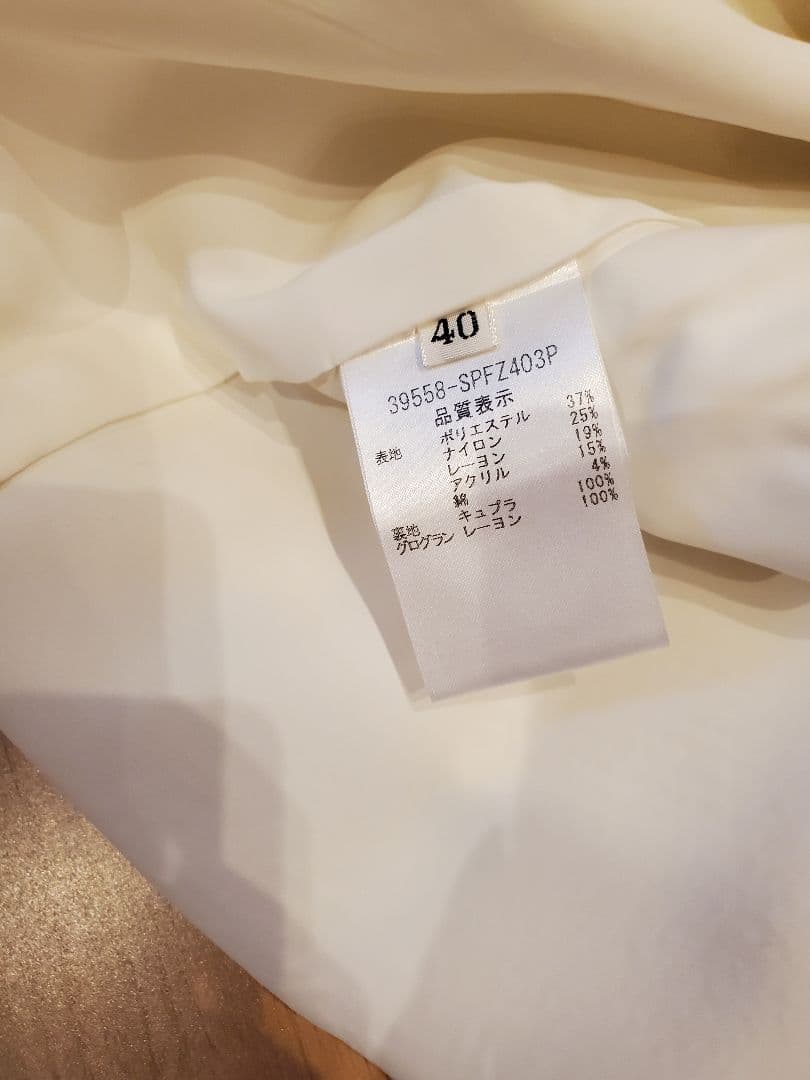 40
39558-SPFZ403P
品質表示
表地 ポリエステル 37%
ナイロン 25%
レーヨン 19%
アクリル 15%
綿 4%
裏地 キュプラ 100%
グログラン レーヨン 100%